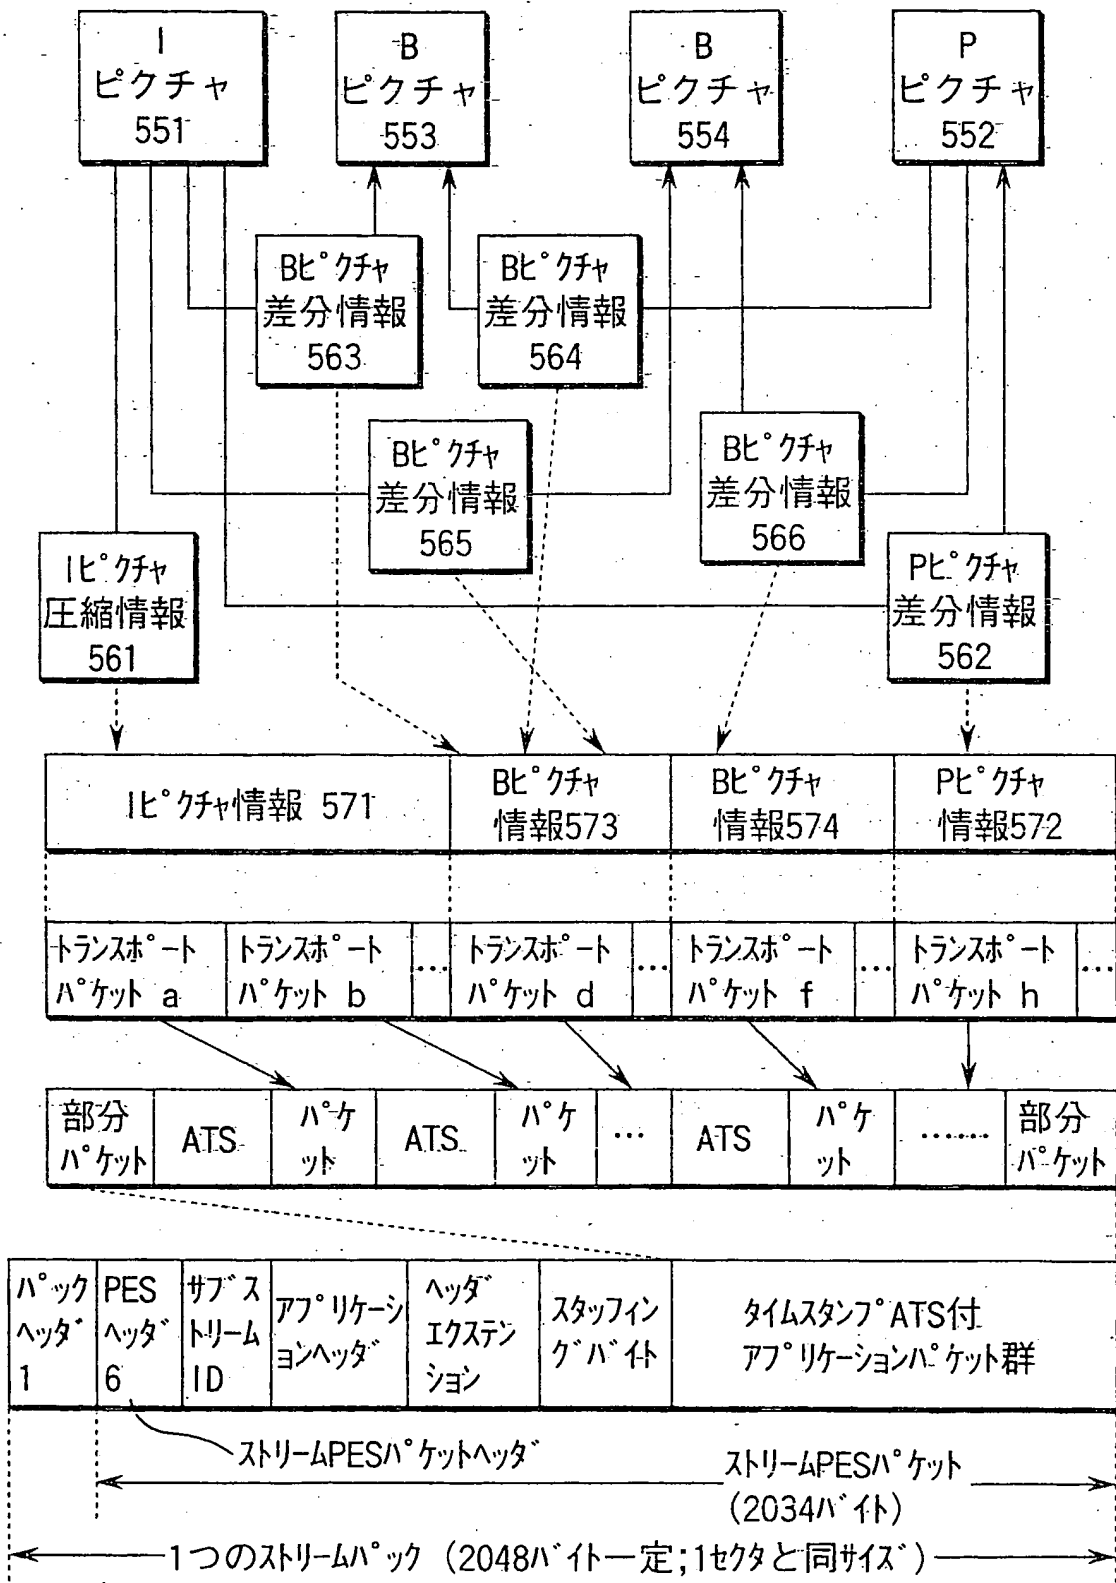 I
ピクチャ
551
B
ピクチャ
553
B
ピクチャ
554
P
ピクチャ
552
Bピクチャ
差分情報
563
Bピクチャ
差分情報
564
Bピクチャ
差分情報
565
Bピクチャ
差分情報
566
Iピクチャ
圧縮情報
561
Pピクチャ
差分情報
562
Iピクチャ情報 571
Bピクチャ
情報573
Bピクチャ
情報574
Pピクチャ
情報572
トランスポート
パケット a
トランスポート
パケット b
…
トランスポート
パケット d
…
トランスポート
パケット f
…
トランスポート
パケット h
…
部分
パケット
ATS
パケ
ット
ATS
パケ
ット
…
ATS
パケ
ット
……
部分
パケット
パック
ヘッダ
1
PES
ヘッダ
6
サブス
トリーム
ID
アプリケーシ
ョンヘッダ
ヘッダ
エクステン
ション
スタッフィン
グバイト
タイムスタンプATS付
アプリケーションパケット群
ストリームPESパケットヘッダ
ストリームPESパケット
(2034バイト)
1つのストリームパック (2048バイト一定;1セクタと同サイズ)